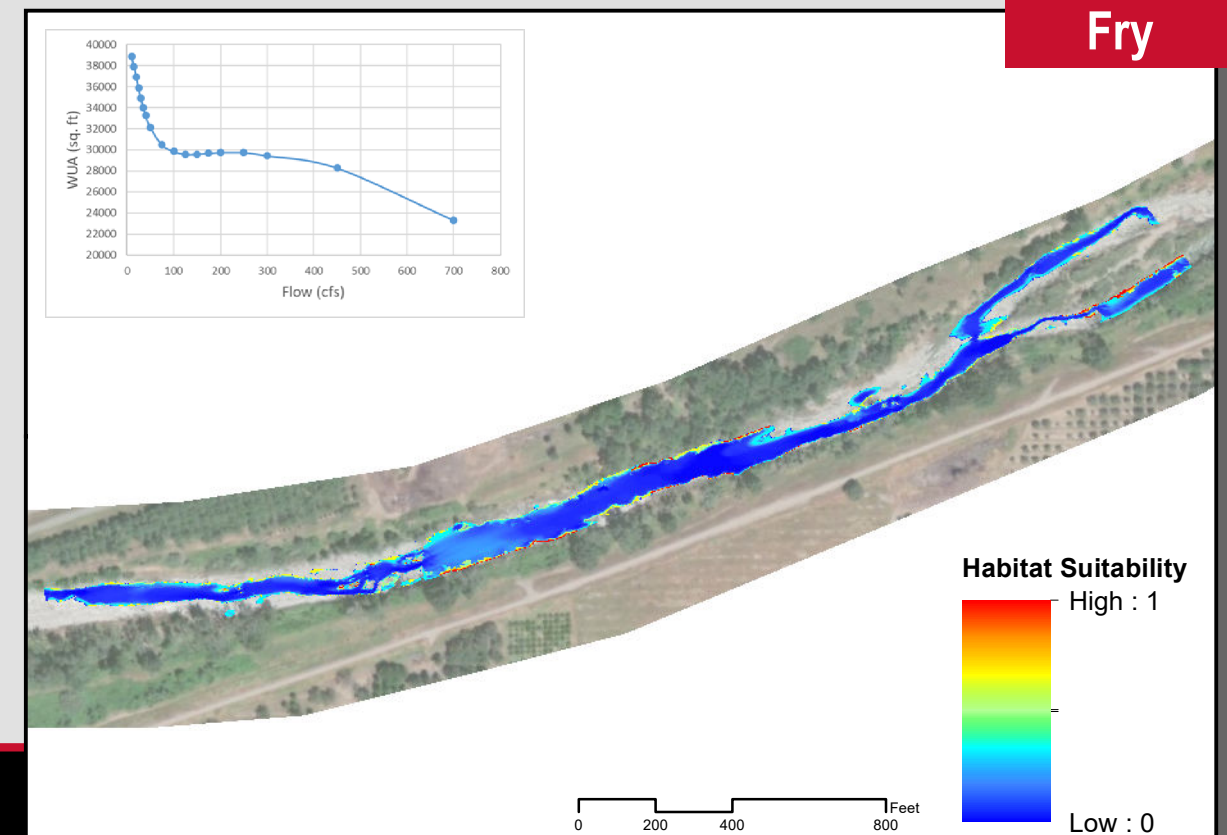 Fry
40000
38000
36000
34000
32000
30000
28000
26000
24000
22000
20000
WUA (sq. ft)
0 100 200 300 400 500 600 700 800
Flow (cfs)
Habitat Suitability
High : 1
Low : 0
Feet
0 200 400 800